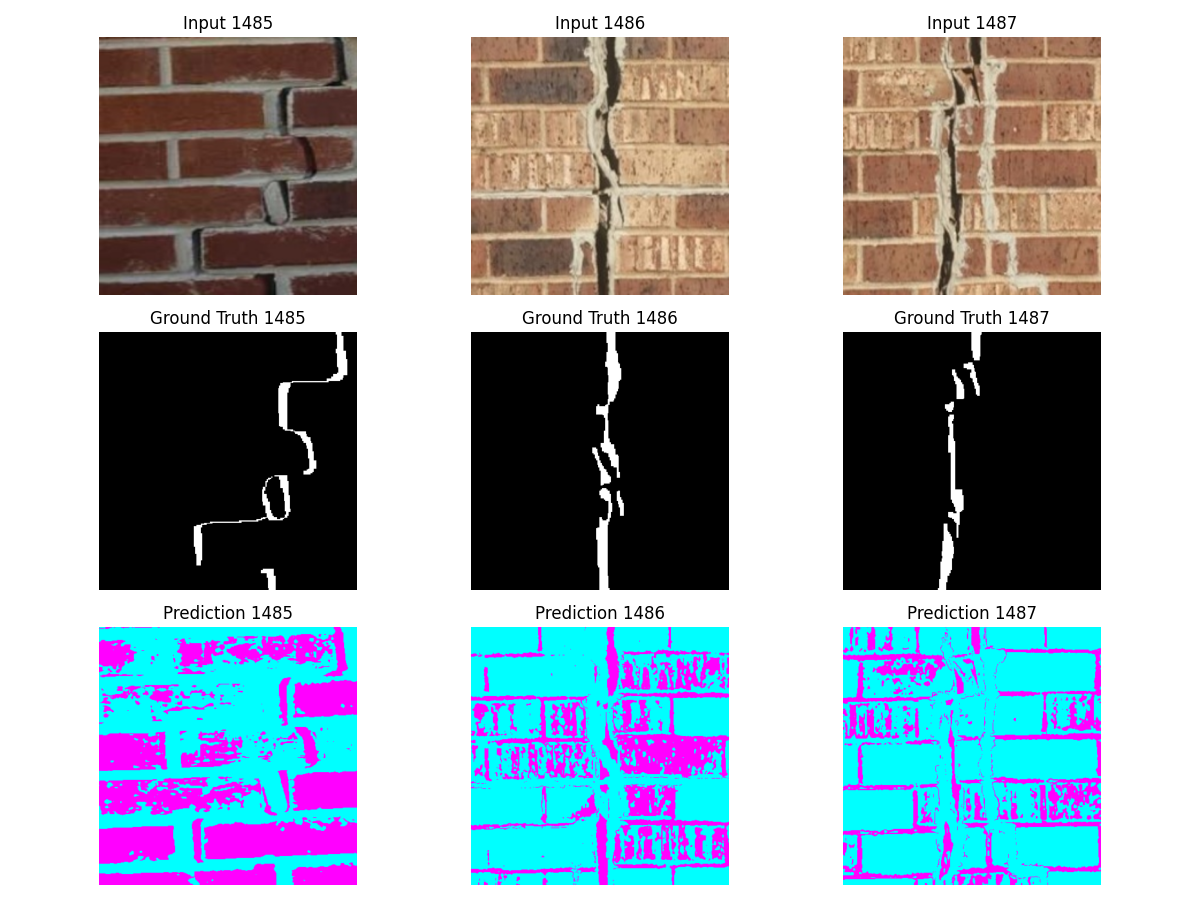 Input 1485
Input 1486
Input 1487
Ground Truth 1485
Ground Truth 1486
Ground Truth 1487
Prediction 1485
Prediction 1486
Prediction 1487